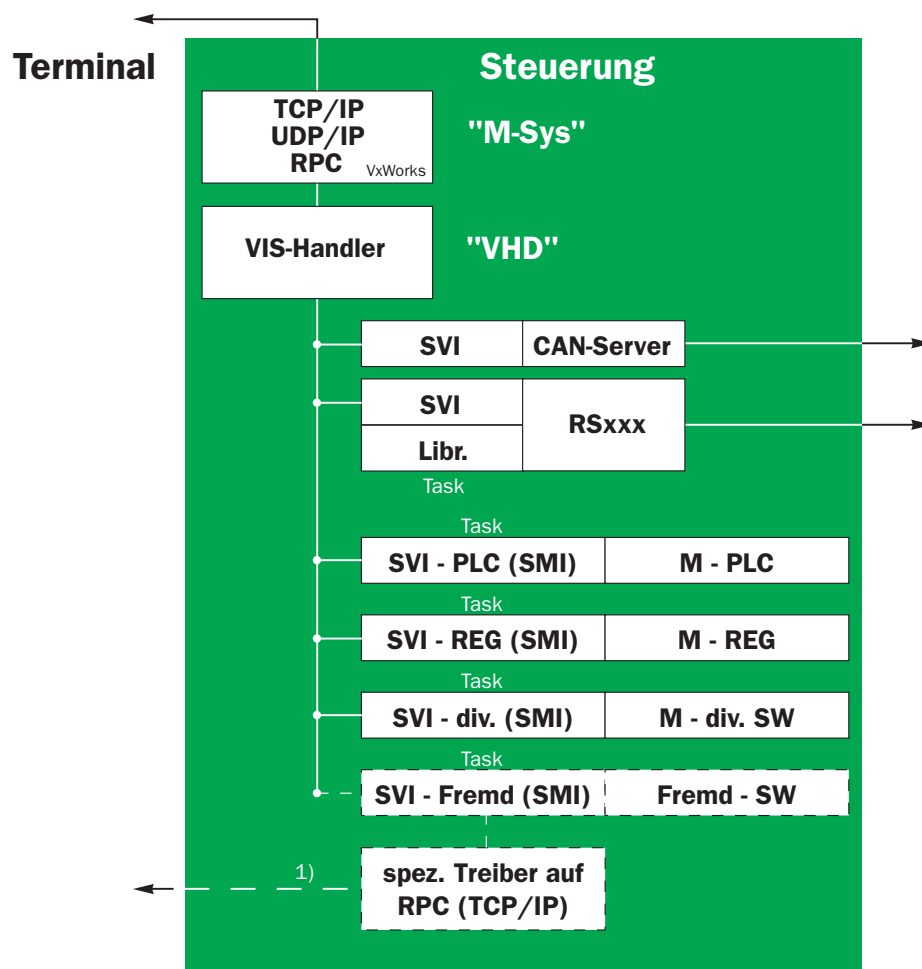 Terminal
Steuerung
TCP/IP
UDP/IP
RPC
VxWorks
"M-Sys"
VIS-Handler
"VHD"
SVI
CAN-Server
SVI
RSxxx
Libr.
Task
Task
SVI - PLC (SMI)
M - PLC
Task
SVI - REG (SMI)
M - REG
Task
SVI - div. (SMI)
M - div. SW
Task
SVI - Fremd (SMI)
Fremd - SW
1)
spez. Treiber auf
RPC (TCP/IP)